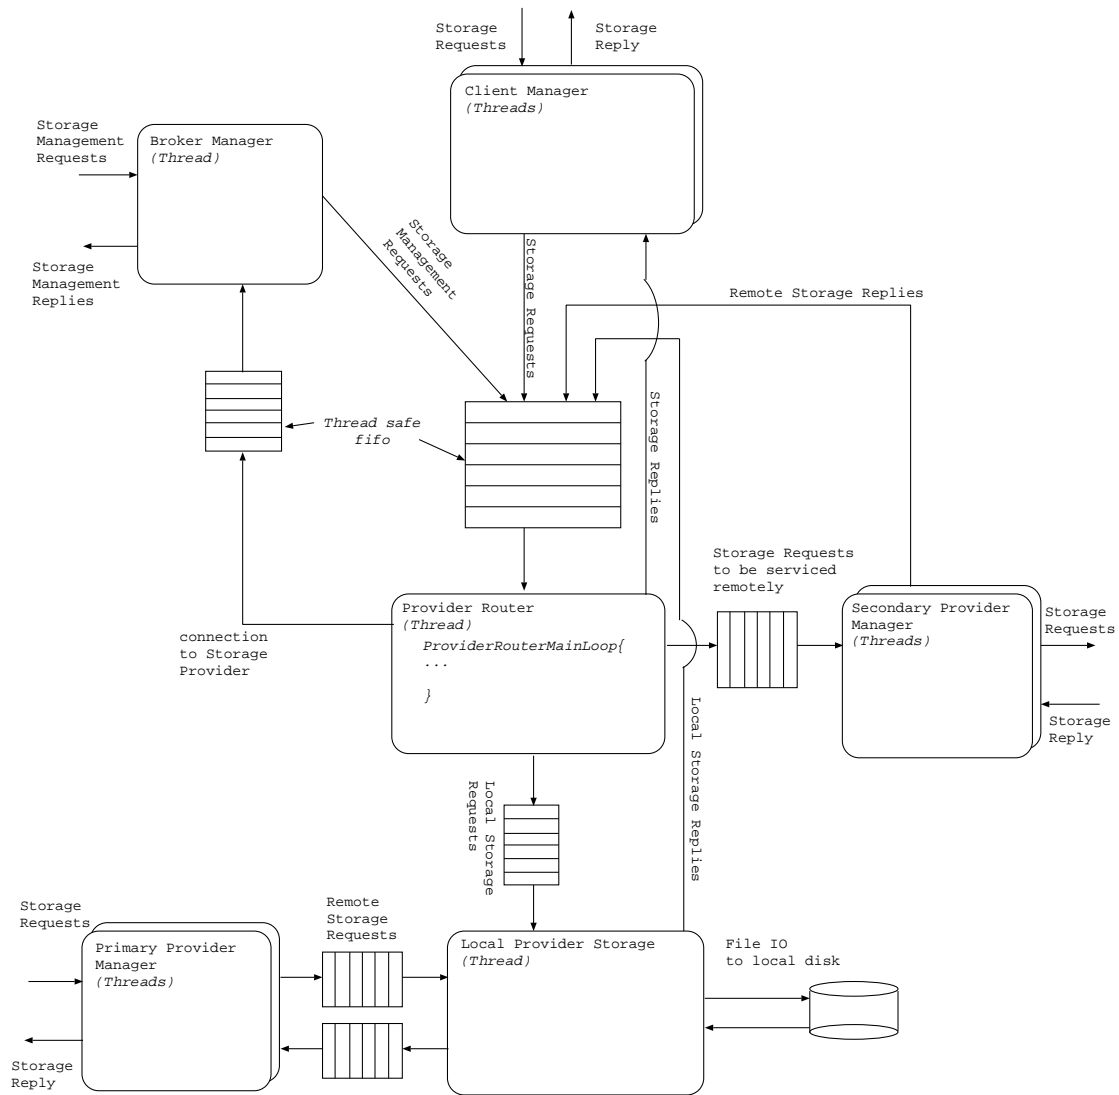 Storage
Requests
Storage
Reply
Client Manager
(Threads)
Storage
Management
Requests
Broker Manager
(Thread)
Storage
Management
Replies
Storage
Management
Requests
Storage Requests
Remote Storage Replies
Thread safe
fifo
Storage Replies
Storage Requests
to be serviced
remotely
Provider Router
(Thread)
ProviderRouterMainLoop{
...
}
connection
to Storage
Provider
Secondary Provider
Manager
(Threads)
Storage
Requests
Storage
Reply
Local Storage Replies
Local Storage
Requests
Storage
Requests
Primary Provider
Manager
(Threads)
Storage
Reply
Remote
Storage
Requests
Local Provider Storage
(Thread)
File IO
to local disk